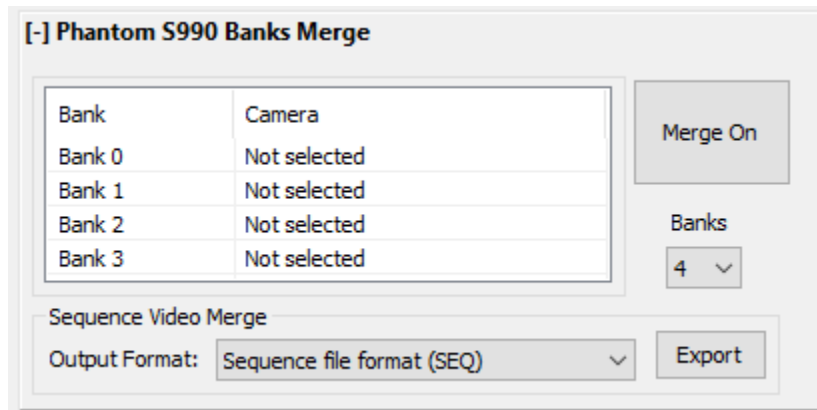 [-] Phantom S990 Banks Merge
Bank Camera
Bank 0 Not selected
Bank 1 Not selected
Bank 2 Not selected
Bank 3 Not selected
Merge On
Banks
4
Sequence Video Merge
Output Format: Sequence file format (SEQ) Export